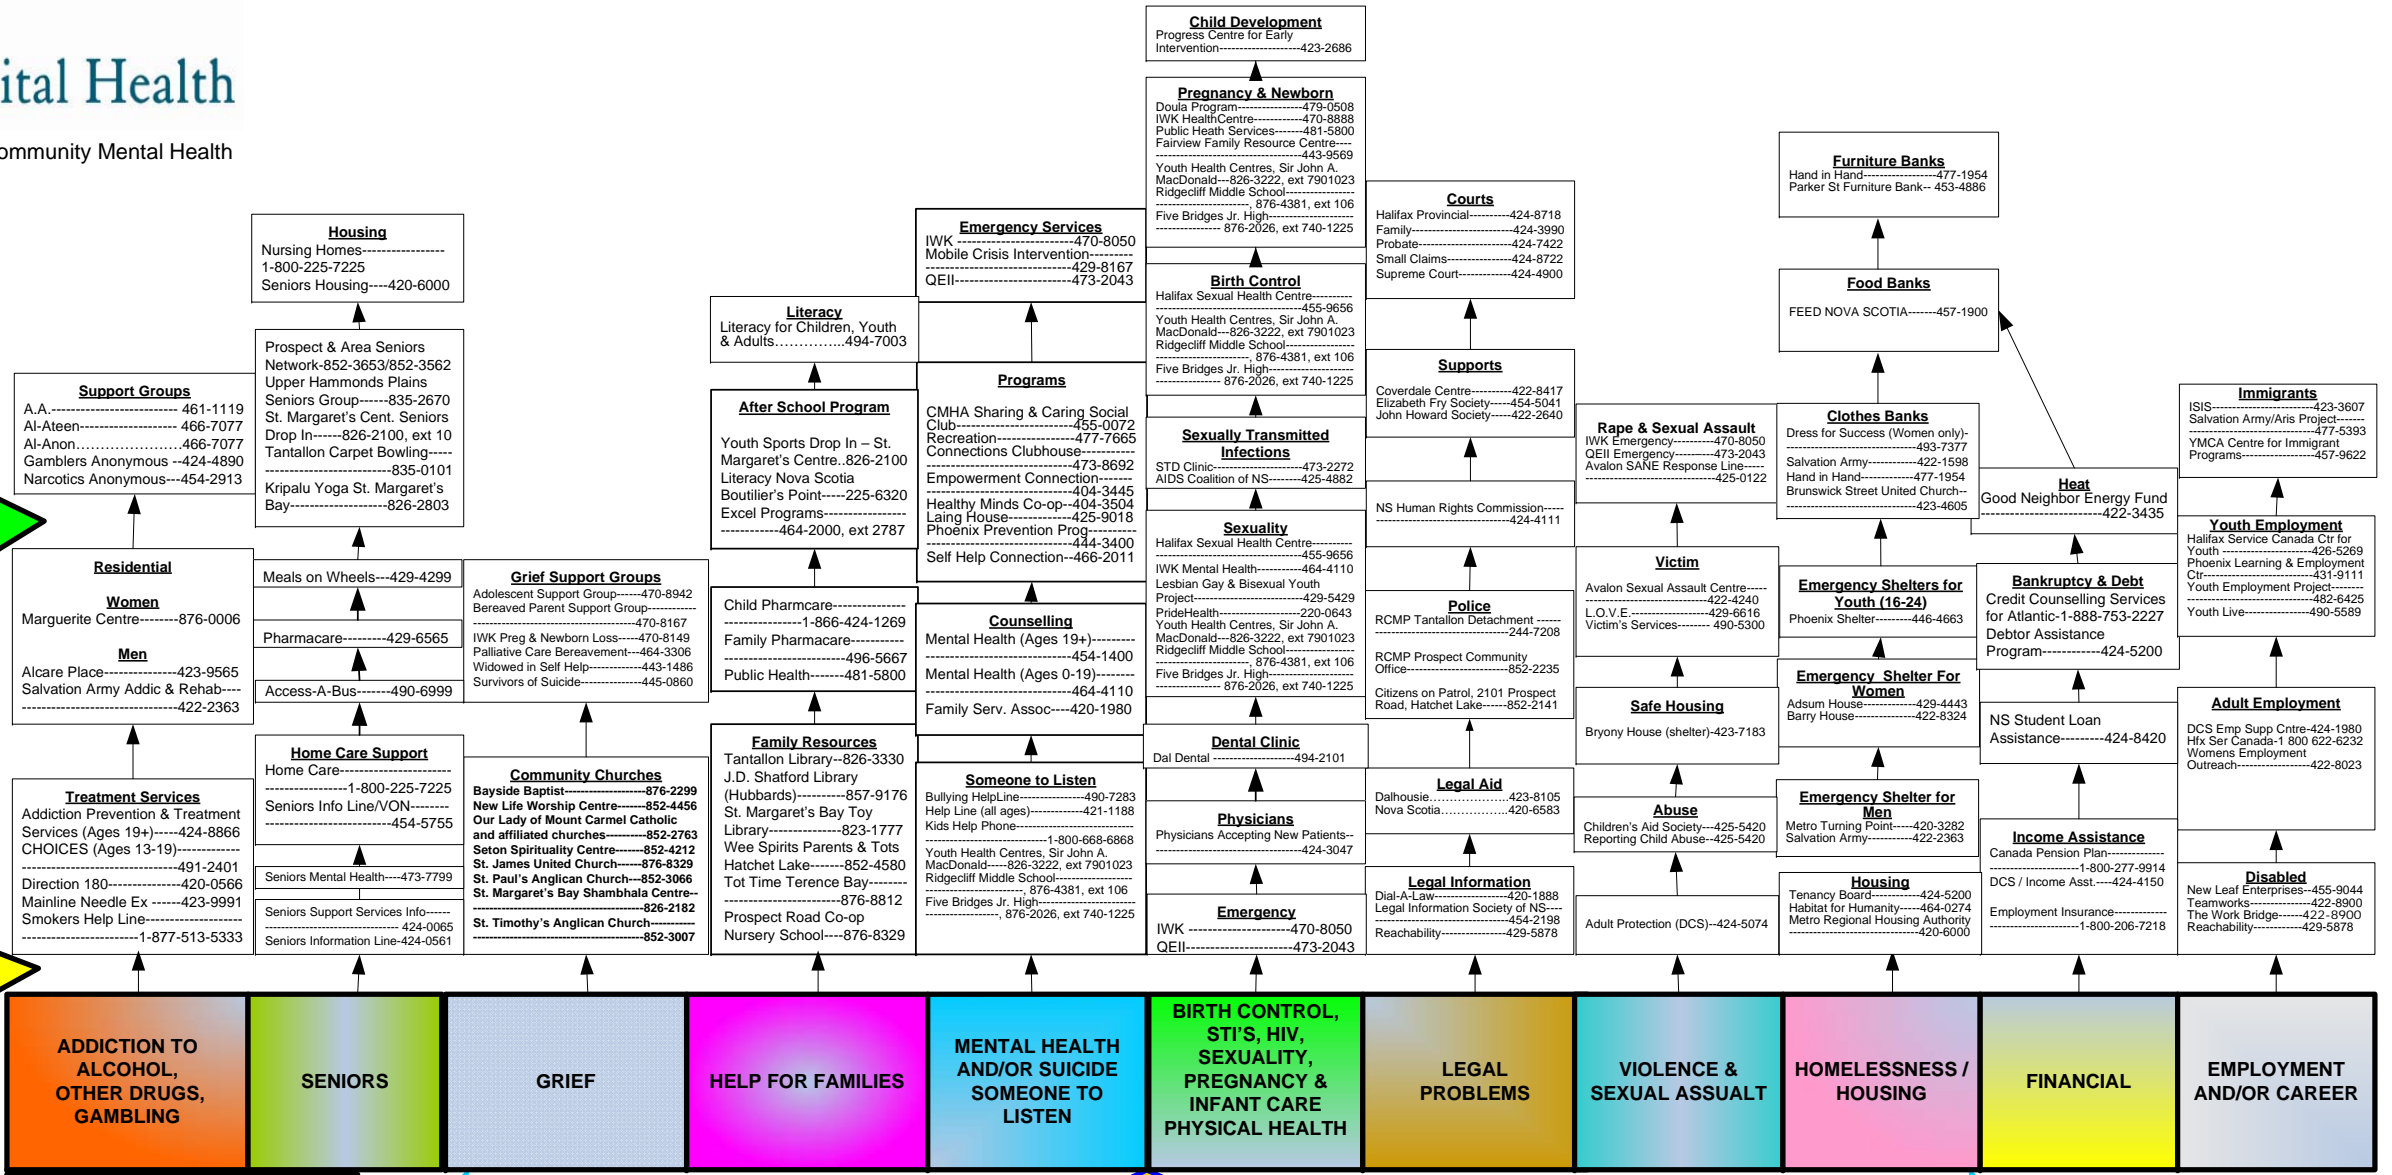 ital Health
ommunity Mental Health
Support Groups
A.A.------------------------- 461-1119
Al-Ateen------------------- 466-7077
Al-Anon…………………..466-7077
Gamblers Anonymous --424-4890
Narcotics Anonymous---454-2913
Residential
Women
Marguerite Centre--------876-0006
Men
Alcare Place--------------423-9565
Salvation Army Addic & Rehab----
-------------------------------422-2363
Treatment Services
Addiction Prevention & Treatment
Services (Ages 19+)-----424-8866
CHOICES (Ages 13-19)-------------
-------------------------------491-2401
Direction 180---------------420-0566
Mainline Needle Ex ------423-9991
Smokers Help Line-------------------
-----------------------1-877-513-5333
ADDICTION TO
ALCOHOL,
OTHER DRUGS,
GAMBLING
Housing
Nursing Homes-----------------
1-800-225-7225
Seniors Housing----420-6000
Prospect & Area Seniors
Network-852-3653/852-3562
Upper Hammonds Plains
Seniors Group------835-2670
St. Margaret’s Cent. Seniors
Drop In------826-2100, ext 10
Tantallon Carpet Bowling-----
-------------------------835-0101
Kripalu Yoga St. Margaret’s
Bay-------------------826-2803
Meals on Wheels---429-4299
Pharmacare--------429-6565
Access-A-Bus------490-6999
Home Care Support
Home Care----------------------
----------------1-800-225-7225
Seniors Info Line/VON--------
-------------------------454-5755
Seniors Mental Health----473-7799
Seniors Support Services Info------
-------------------------- 424-0065
Seniors Information Line-424-0561
SENIORS
Grief Support Groups
Adolescent Support Group-----470-8942
Bereaved Parent Support Group-----------
-------------------------------470-8167
IWK Preg & Newborn Loss-----470-8149
Palliative Care Bereavement---464-3306
Widowed in Self Help------------443-1486
Survivors of Suicide--------------445-0860
Community Churches
Bayside Baptist------------------876-2299
New Life Worship Centre------852-4456
Our Lady of Mount Carmel Catholic
and affiliated churches---------852-2763
Seton Spirituality Centre------852-4212
St. James United Church-----876-8329
St. Paul’s Anglican Church---852-3066
St. Margaret’s Bay Shambhala Centre--
---------------------------------------826-2182
St. Timothy’s Anglican Church----------
---------------------------------------852-3007
GRIEF
Literacy
Literacy for Children, Youth
& Adults…………...494-7003
After School Program
Youth Sports Drop In – St.
Margaret’s Centre..826-2100
Literacy Nova Scotia
Boutilier’s Point-----225-6320
Excel Programs----------------
-----------464-2000, ext 2787
Child Pharmcare--------------
---------------1-866-424-1269
Family Pharmacare-----------
------------------------496-5667
Public Health------481-5800
Family Resources
Tantallon Library--826-3330
J.D. Shatford Library
(Hubbards)--------857-9176
St. Margaret’s Bay Toy
Library--------------823-1777
Wee Spirits Parents & Tots
Hatchet Lake-------852-4580
Tot Time Terence Bay--------
-----------------------876-8812
Prospect Road Co-op
Nursery School----876-8329
HELP FOR FAMILIES
Emergency Services
IWK ------------------------470-8050
Mobile Crisis Intervention---------
------------------------------429-8167
QEII------------------------473-2043
Programs
CMHA Sharing & Caring Social
Club------------------------455-0072
Recreation----------------477-7665
Connections Clubhouse-----------
------------------------------473-8692
Empowerment Connection-------
------------------------------404-3445
Healthy Minds Co-op--404-3504
Laing House-------------425-9018
Phoenix Prevention Prog---------
------------------------------444-3400
Self Help Connection--466-2011
Counselling
Mental Health (Ages 19+)---------
------------------------------454-1400
Mental Health (Ages 0-19)--------
------------------------------464-4110
Family Serv. Assoc----420-1980
Someone to Listen
Bullying HelpLine-----------------490-7283
Help Line (all ages)--------------421-1188
Kids Help Phone-----------------------------
------------------------------1-800-668-6868
Youth Health Centres, Sir John A.
MacDonald-----826-3222, ext 7901023
Ridgecliff Middle School-------------------
------------------------, 876-4381, ext 106
Five Bridges Jr. High----------------------
------------------, 876-2026, ext 740-1225
MENTAL HEALTH
AND/OR SUICIDE
SOMEONE TO
LISTEN
Child Development
Progress Centre for Early
Intervention--------------------423-2686
Pregnancy & Newborn
Doula Program----------------479-0508
IWK HealthCentre------------470-8888
Public Heath Services-------481-5800
Fairview Family Resource Centre----
------------------------------------443-9569
Youth Health Centres, Sir John A.
MacDonald---826-3222, ext 7901023
Ridgecliff Middle School-----------------
-----------------------, 876-4381, ext 106
Five Bridges Jr. High---------------------
---------------- 876-2026, ext 740-1225
Birth Control
Halifax Sexual Health Centre----------
------------------------------------455-9656
Youth Health Centres, Sir John A.
MacDonald---826-3222, ext 7901023
Ridgecliff Middle School-----------------
-----------------------, 876-4381, ext 106
Five Bridges Jr. High---------------------
---------------- 876-2026, ext 740-1225
Sexually Transmitted
Infections
STD Clinic----------------------473-2272
AIDS Coalition of NS--------425-4882
Sexuality
Halifax Sexual Health Centre----------
------------------------------------455-9656
IWK Mental Health-----------464-4110
Lesbian Gay & Bisexual Youth
Project---------------------------429-5429
PrideHealth--------------------220-0643
Youth Health Centres, Sir John A.
MacDonald---826-3222, ext 7901023
Ridgecliff Middle School-----------------
-----------------------, 876-4381, ext 106
Five Bridges Jr. High---------------------
---------------- 876-2026, ext 740-1225
Dental Clinic
Dal Dental --------------------494-2101
Physicians
Physicians Accepting New Patients--
------------------------------------424-3047
Emergency
IWK ---------------------470-8050
QEII----------------------473-2043
BIRTH CONTROL,
STI’S, HIV,
SEXUALITY,
PREGNANCY &
INFANT CARE
PHYSICAL HEALTH
Courts
Halifax Provincial----------424-8718
Family-------------------------424-3990
Probate-----------------------424-7422
Small Claims----------------424-8722
Supreme Court-------------424-4900
Supports
Coverdale Centre----------422-8417
Elizabeth Fry Society-----454-5041
John Howard Society-----422-2640
NS Human Rights Commission-----
---------------------------------424-4111
Police
RCMP Tantallon Detachment ------
---------------------------------244-7208
RCMP Prospect Community
Office-------------------------852-2235
Citizens on Patrol, 2101 Prospect
Road, Hatchet Lake------852-2141
Legal Aid
Dalhousie………………..423-8105
Nova Scotia……………..420-6583
Legal Information
Dial-A-Law-----------------420-1888
Legal Information Society of NS----
---------------------------------454-2198
Reachability----------------429-5878
LEGAL
PROBLEMS
Rape & Sexual Assault
IWK Emergency----------470-8050
QEII Emergency----------473-2043
Avalon SANE Response Line-----
--------------------------------425-0122
Victim
Avalon Sexual Assault Centre-----
------------------------------422-4240
L.O.V.E.--------------------429-6616
Victim’s Services-------- 490-5300
Safe Housing
Bryony House (shelter)-423-7183
Abuse
Children’s Aid Society---425-5420
Reporting Child Abuse--425-5420
Adult Protection (DCS)--424-5074
VIOLENCE &
SEXUAL ASSUALT
Furniture Banks
Hand in Hand------------------477-1954
Parker St Furniture Bank-- 453-4886
Food Banks
FEED NOVA SCOTIA-------457-1900
Clothes Banks
Dress for Success (Women only)-
-------------------------------493-7377
Salvation Army------------422-1598
Hand in Hand-------------477-1954
Brunswick Street United Church--
--------------------------------423-4605
Emergency Shelters for
Youth (16-24)
Phoenix Shelter---------446-4663
Emergency Shelter For
Women
Adsum House-----------429-4443
Barry House-------------422-8324
Emergency Shelter for
Men
Metro Turning Point-----420-3282
Salvation Army-----------422-2363
Housing
Tenancy Board------------424-5200
Habitat for Humanity-----464-0274
Metro Regional Housing Authority
--------------------------------420-6000
HOMELESSNESS /
HOUSING
Heat
Good Neighbor Energy Fund
-------------------------422-3435
Bankruptcy & Debt
Credit Counselling Services
for Atlantic-1-888-753-2227
Debtor Assistance
Program------------424-5200
NS Student Loan
Assistance---------424-8420
Income Assistance
Canada Pension Plan--------------
----------------------1-800-277-9914
DCS / Income Asst.----424-4150
Employment Insurance-------------
----------------------1-800-206-7218
FINANCIAL
Immigrants
ISIS-------------------------423-3607
Salvation Army/Aris Project-------
-------------------------------477-5393
YMCA Centre for Immigrant
Programs------------------457-9622
Youth Employment
Halifax Service Canada Ctr for
Youth ----------------------426-5269
Phoenix Learning & Employment
Ctr---------------------------431-9111
Youth Employment Project--------
-------------------------------482-6425
Youth Live-----------------490-5589
Adult Employment
DCS Emp Supp Cntre-424-1980
Hfx Ser Canada-1 800 622-6232
Womens Employment
Outreach------------------422-8023
Disabled
New Leaf Enterprises--455-9044
Teamworks---------------422-8900
The Work Bridge-------422-8900
Reachability--------------429-5878
EMPLOYMENT
AND/OR CAREER